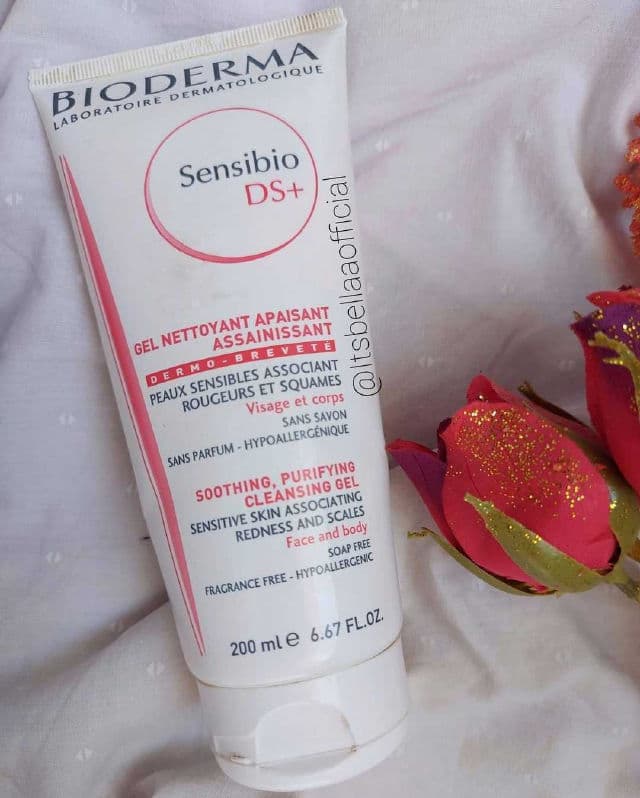 BIODERMA
LABORATOIRE DERMATOLOGIQUE
Sensibio
DS+
GEL NETTOYANT APAISANT
ASSAINISSANT
DERMO-BREVETÉ
PEAUX SENSIBLES ASSOCIANT
ROUGEURS ET SQUAMES
Visage et corps
SANS SAVON
SANS PARFUM - HYPOALLERGÉNIQUE
SOOTHING, PURIFYING
CLEANSING GEL
SENSITIVE SKIN ASSOCIATING
REDNESS AND SCALES
Face and body
SOAP FREE
FRAGRANCE FREE - HYPOALLERGENIC
200 ml e 6.67 FL.OZ.
@Itsbellaaofficial